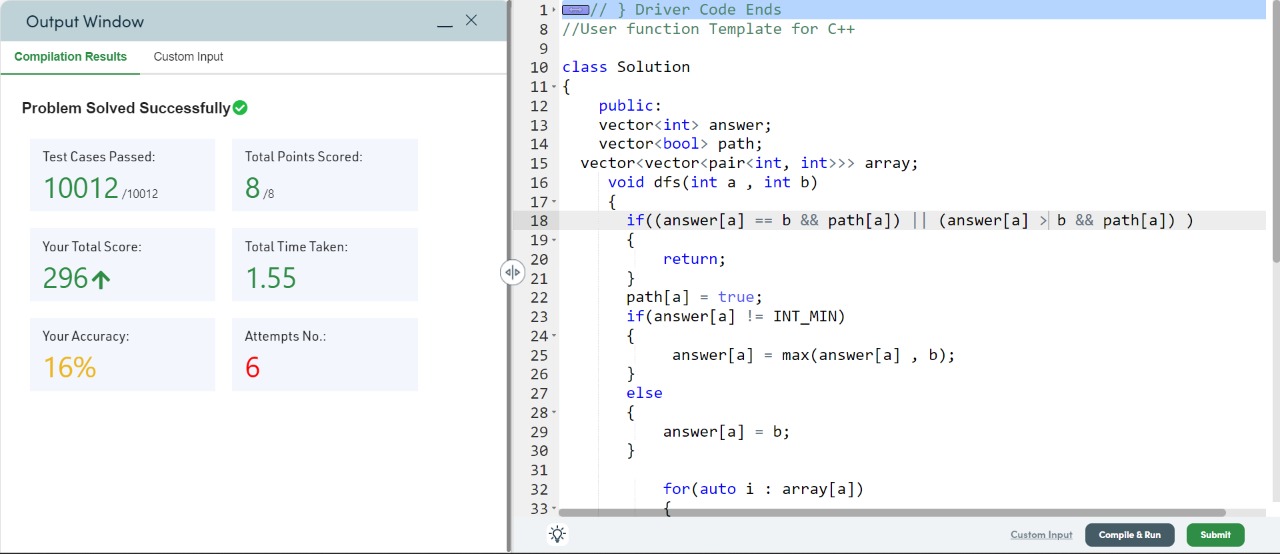 Output Window
Compilation Results Custom Input
Problem Solved Successfully
Test Cases Passed:
10012 /10012
Total Points Scored:
8 /8
Your Total Score:
296
Total Time Taken:
1.55
Your Accuracy:
16%
Attempts No.:
6
1 // } Driver Code Ends
8 //User function Template for C++
9
10 class Solution
11 {
12 public:
13 vector<int> answer;
14 vector<bool> path;
15 vector<vector<pair<int, int>>> array;
16 void dfs(int a , int b)
17 {
18 if((answer[a] == b && path[a]) || (answer[a] > b && path[a]) )
19 {
20 return;
21 }
22 path[a] = true;
23 if(answer[a] != INT_MIN)
24 {
25 answer[a] = max(answer[a] , b);
26 }
27 else
28 {
29 answer[a] = b;
30 }
31
32 for(auto i : array[a])
33 {
Custom Input Compile & Run Submit